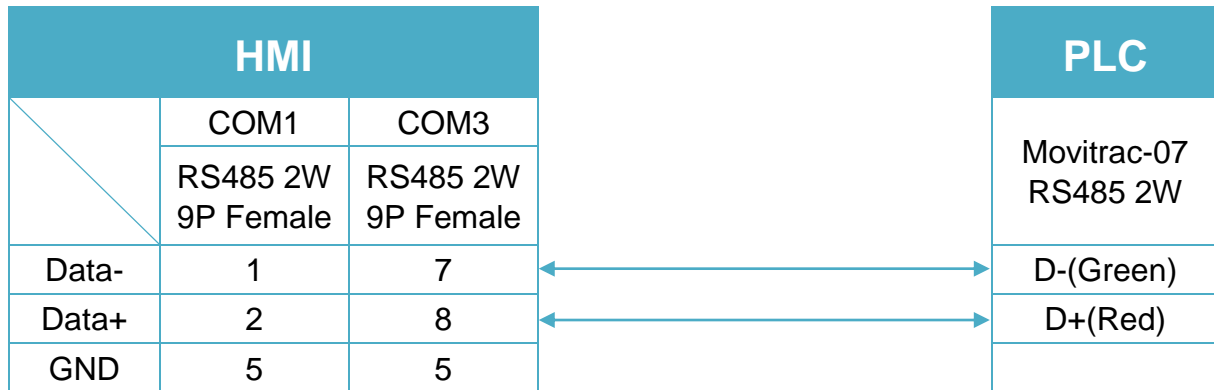 HMI PLC
COM1 COM3
Movitrac-07
RS485 2W
RS485 2W RS485 2W
9P Female 9P Female
Data- 1 7 D-(Green)
Data+ 2 8 D+(Red)
GND 5 5